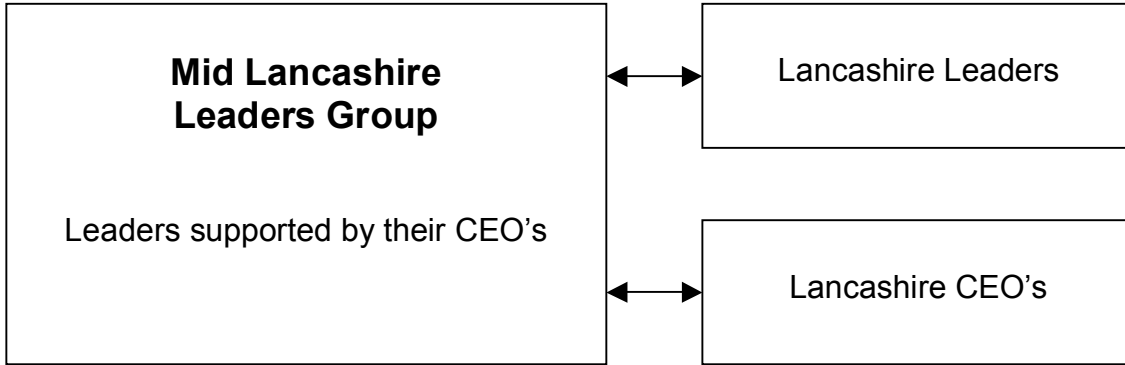 Mid Lancashire
Leaders Group
Leaders supported by their CEO’s
Lancashire Leaders
Lancashire CEO’s